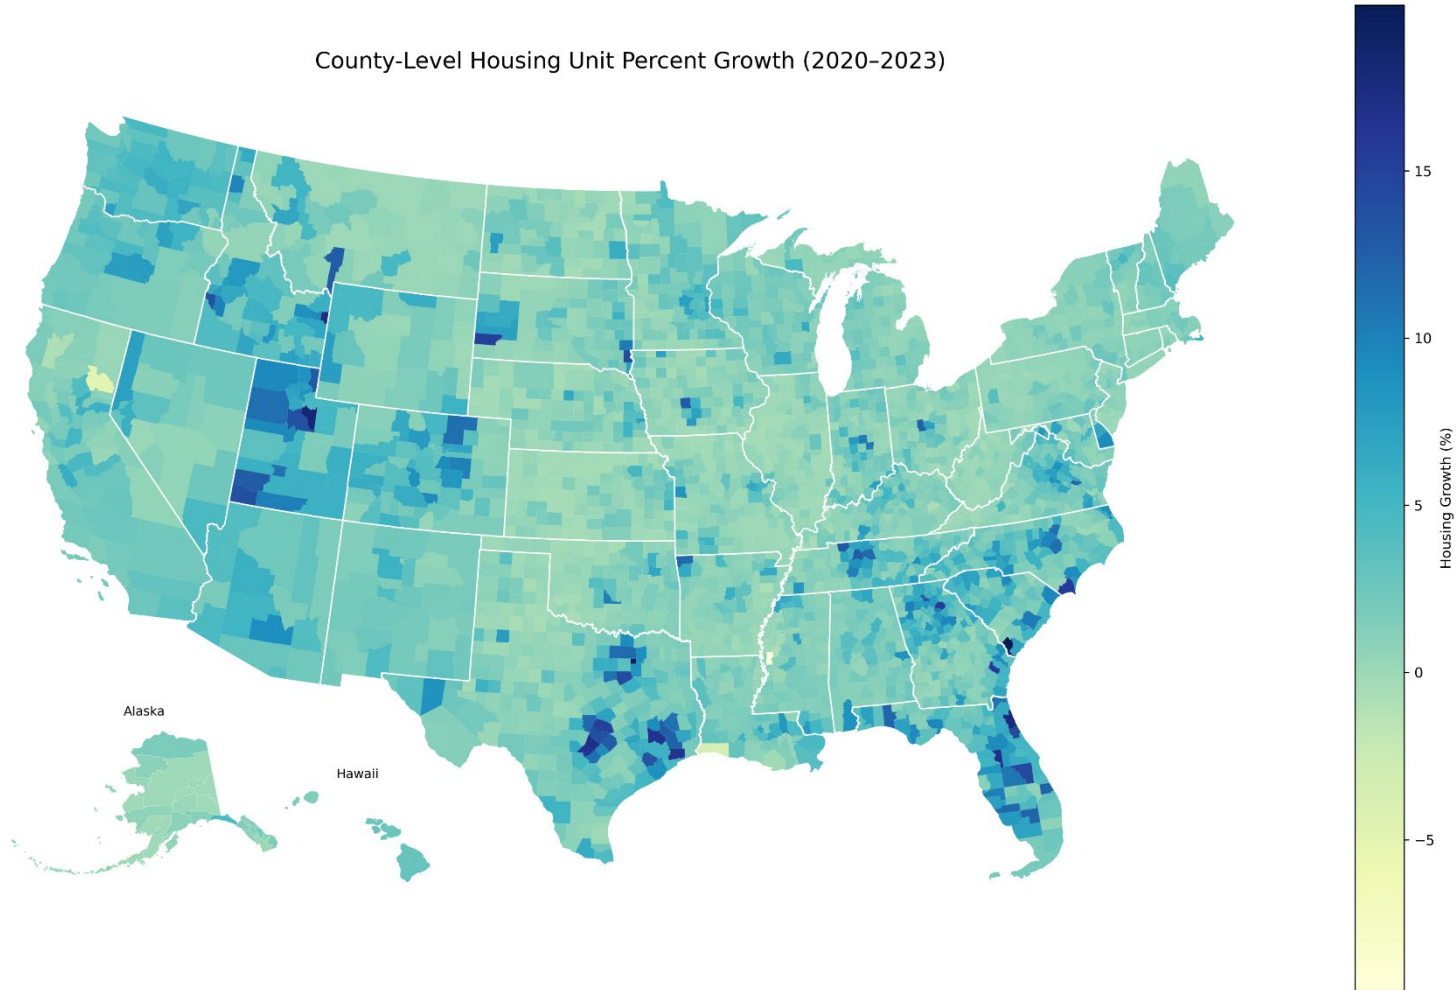 County-Level Housing Unit Percent Growth (2020–2023)
15
10
5
0
−5
Housing Growth (%)
Alaska
Hawaii